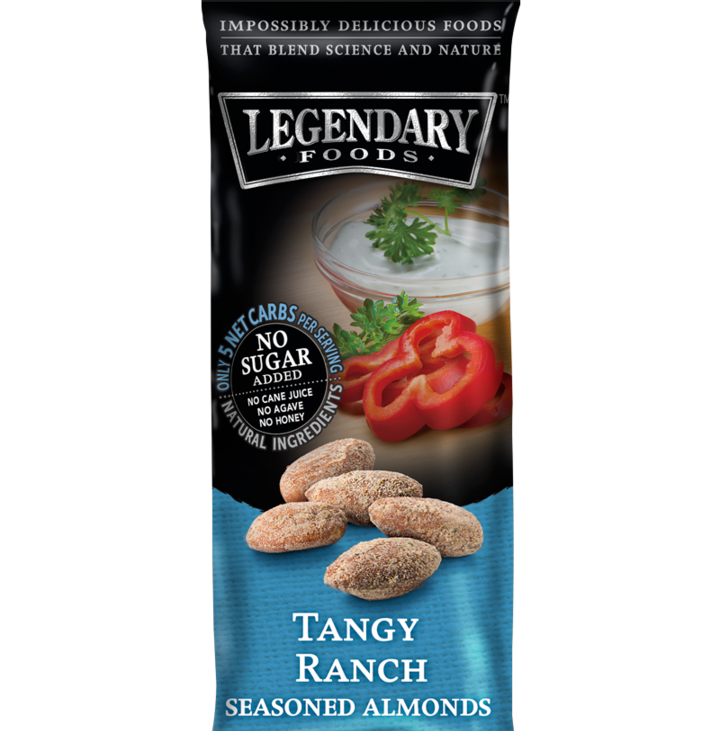 IMPOSSIBLY DELICIOUS FOODS
THAT BLEND SCIENCE AND NATURE
LEGENDARY
TM
• FOODS •
ONLY 5 NET CARBS PER SERVING
NO
SUGAR
ADDED
NO CANE JUICE
NO AGAVE
NO HONEY
NATURAL INGREDIENTS
TANGY
RANCH
SEASONED ALMONDS